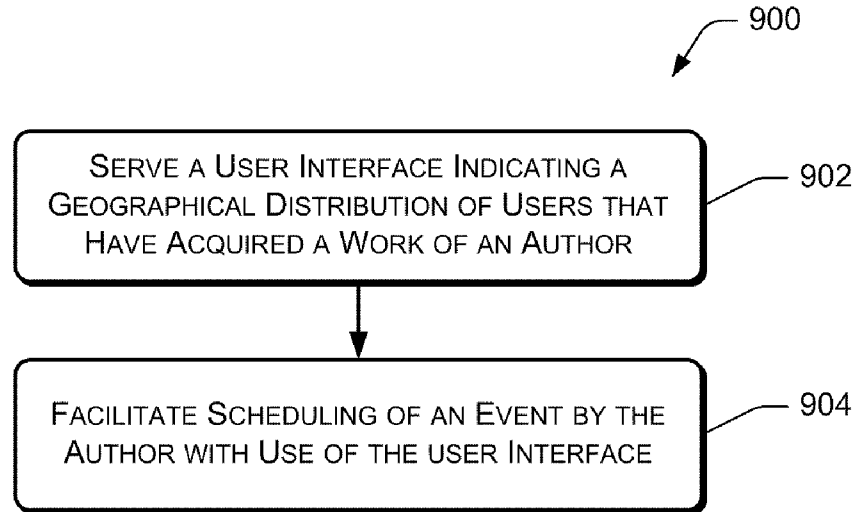 900
SERVE A USER INTERFACE INDICATING A
GEOGRAPHICAL DISTRIBUTION OF USERS THAT
HAVE ACQUIRED A WORK OF AN AUTHOR
902
FACILITATE SCHEDULING OF AN EVENT BY THE
AUTHOR WITH USE OF THE USER INTERFACE
904